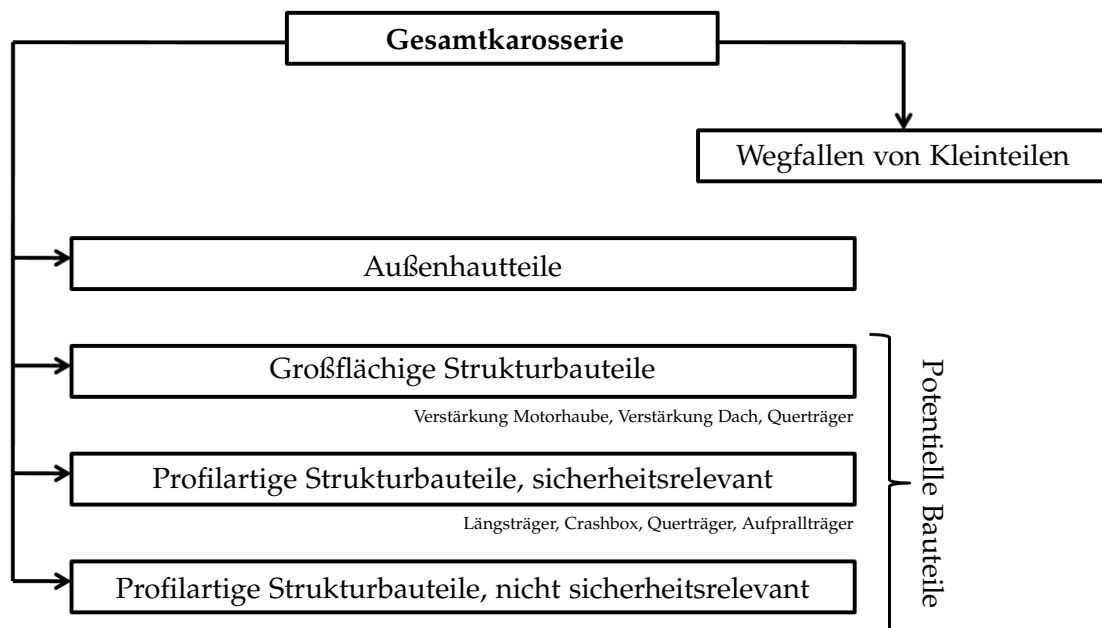 Gesamtkarosserie
Wegfallen von Kleinteilen
Außenhautteile
Großflächige Strukturbauteile
Verstärkung Motorhaube, Verstärkung Dach, Querträger
Profilartige Strukturbauteile, sicherheitsrelevant
Längsträger, Crashbox, Querträger, Aufprallträger
Profilartige Strukturbauteile, nicht sicherheitsrelevant
Potentielle Bauteile